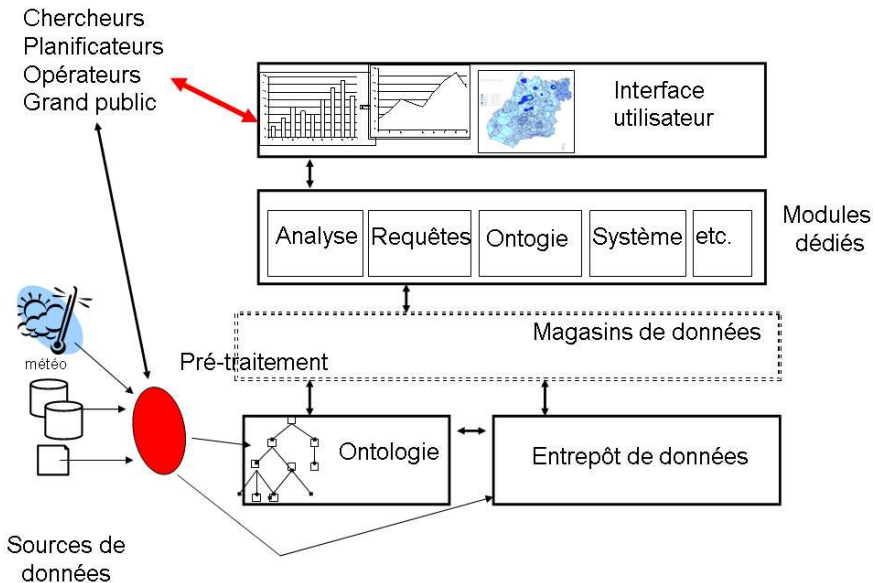 Chercheurs
Planificateurs
Opérateurs
Grand public
Interface
utilisateur
Analyse
Requêtes
Ontogie
Système
etc.
Modules
dédiés
Magasins de données
météo
Pré-traitement
Ontologie
Entrepôt de données
Sources de
données